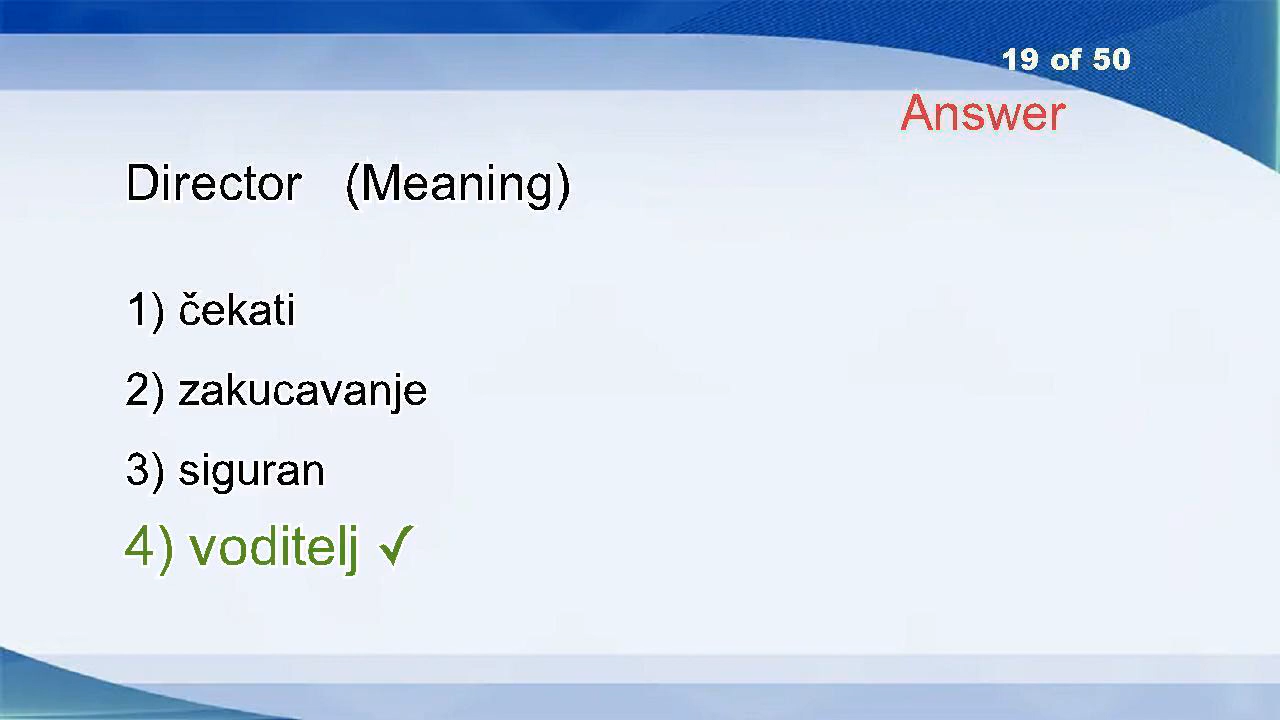 19 of 50
Answer
Director (Meaning)
1) čekati
2) zakucavanje
3) siguran
4) voditelj ✓